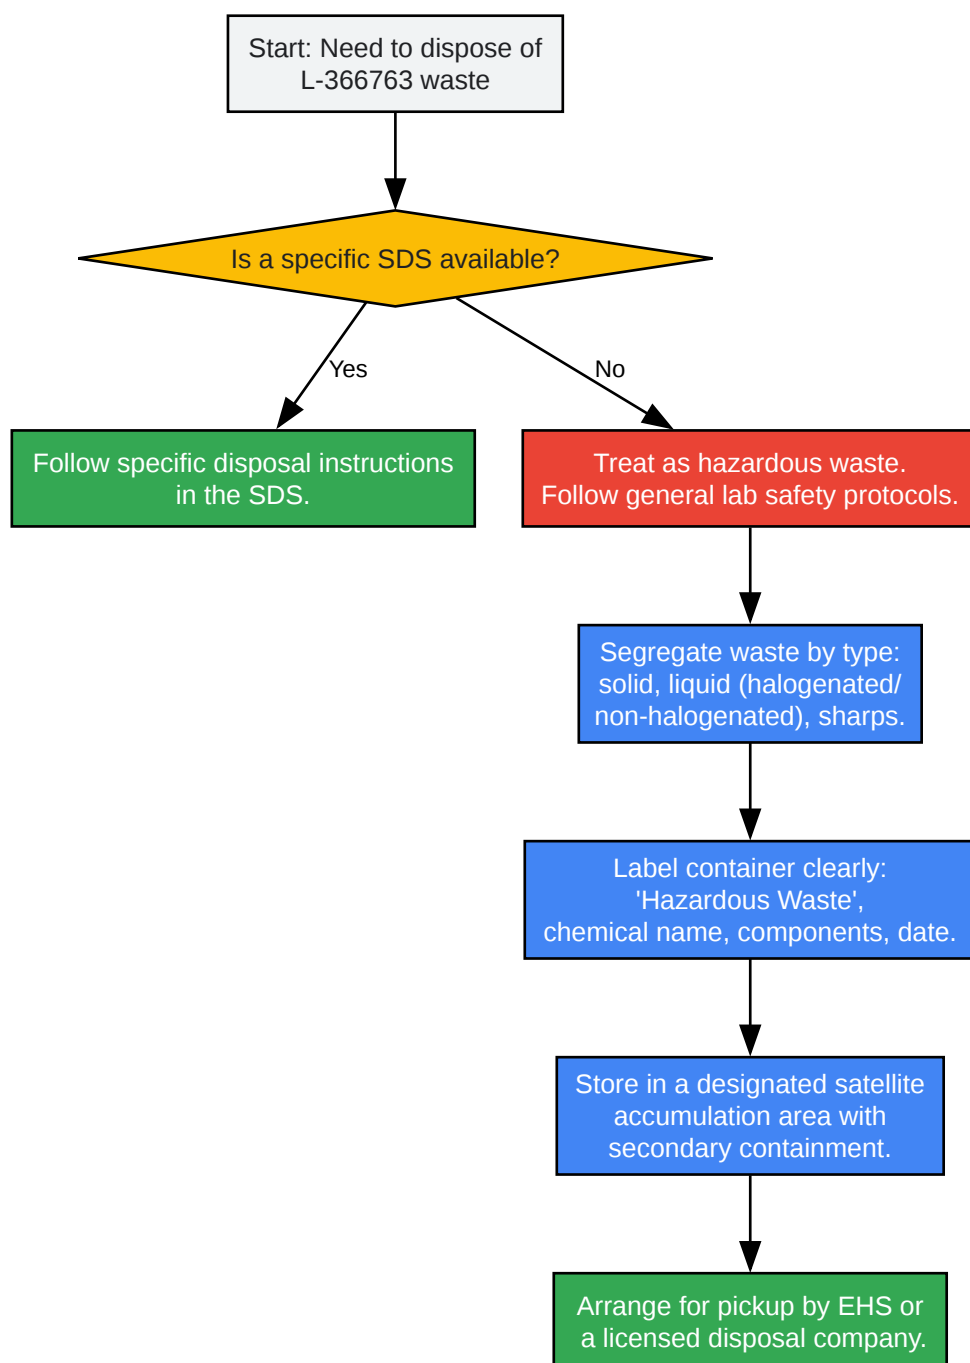 Start: Need to dispose of
L-366763 waste
Is a specific SDS available?
Yes
No
Follow specific disposal instructions
in the SDS.
Treat as hazardous waste.
Follow general lab safety protocols.
Segregate waste by type:
solid, liquid (halogenated/
non-halogenated), sharps.
Label container clearly:
'Hazardous Waste',
chemical name, components, date.
Store in a designated satellite
accumulation area with
secondary containment.
Arrange for pickup by EHS or
a licensed disposal company.